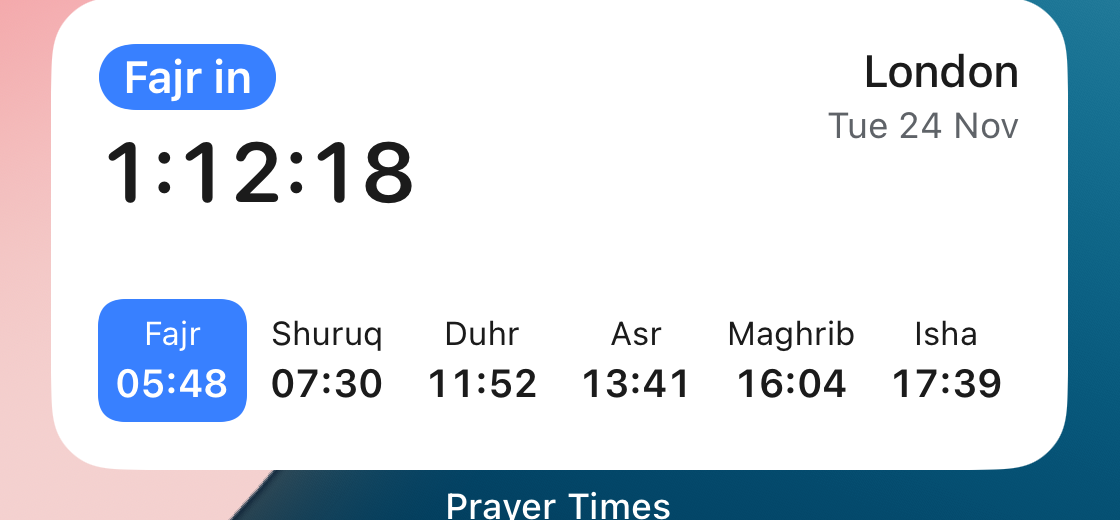 Fajr in
London
Tue 24 Nov
1:12:18
Fajr Shuruq Duhr Asr Maghrib Isha
05:48 07:30 11:52 13:41 16:04 17:39
Prayer Times